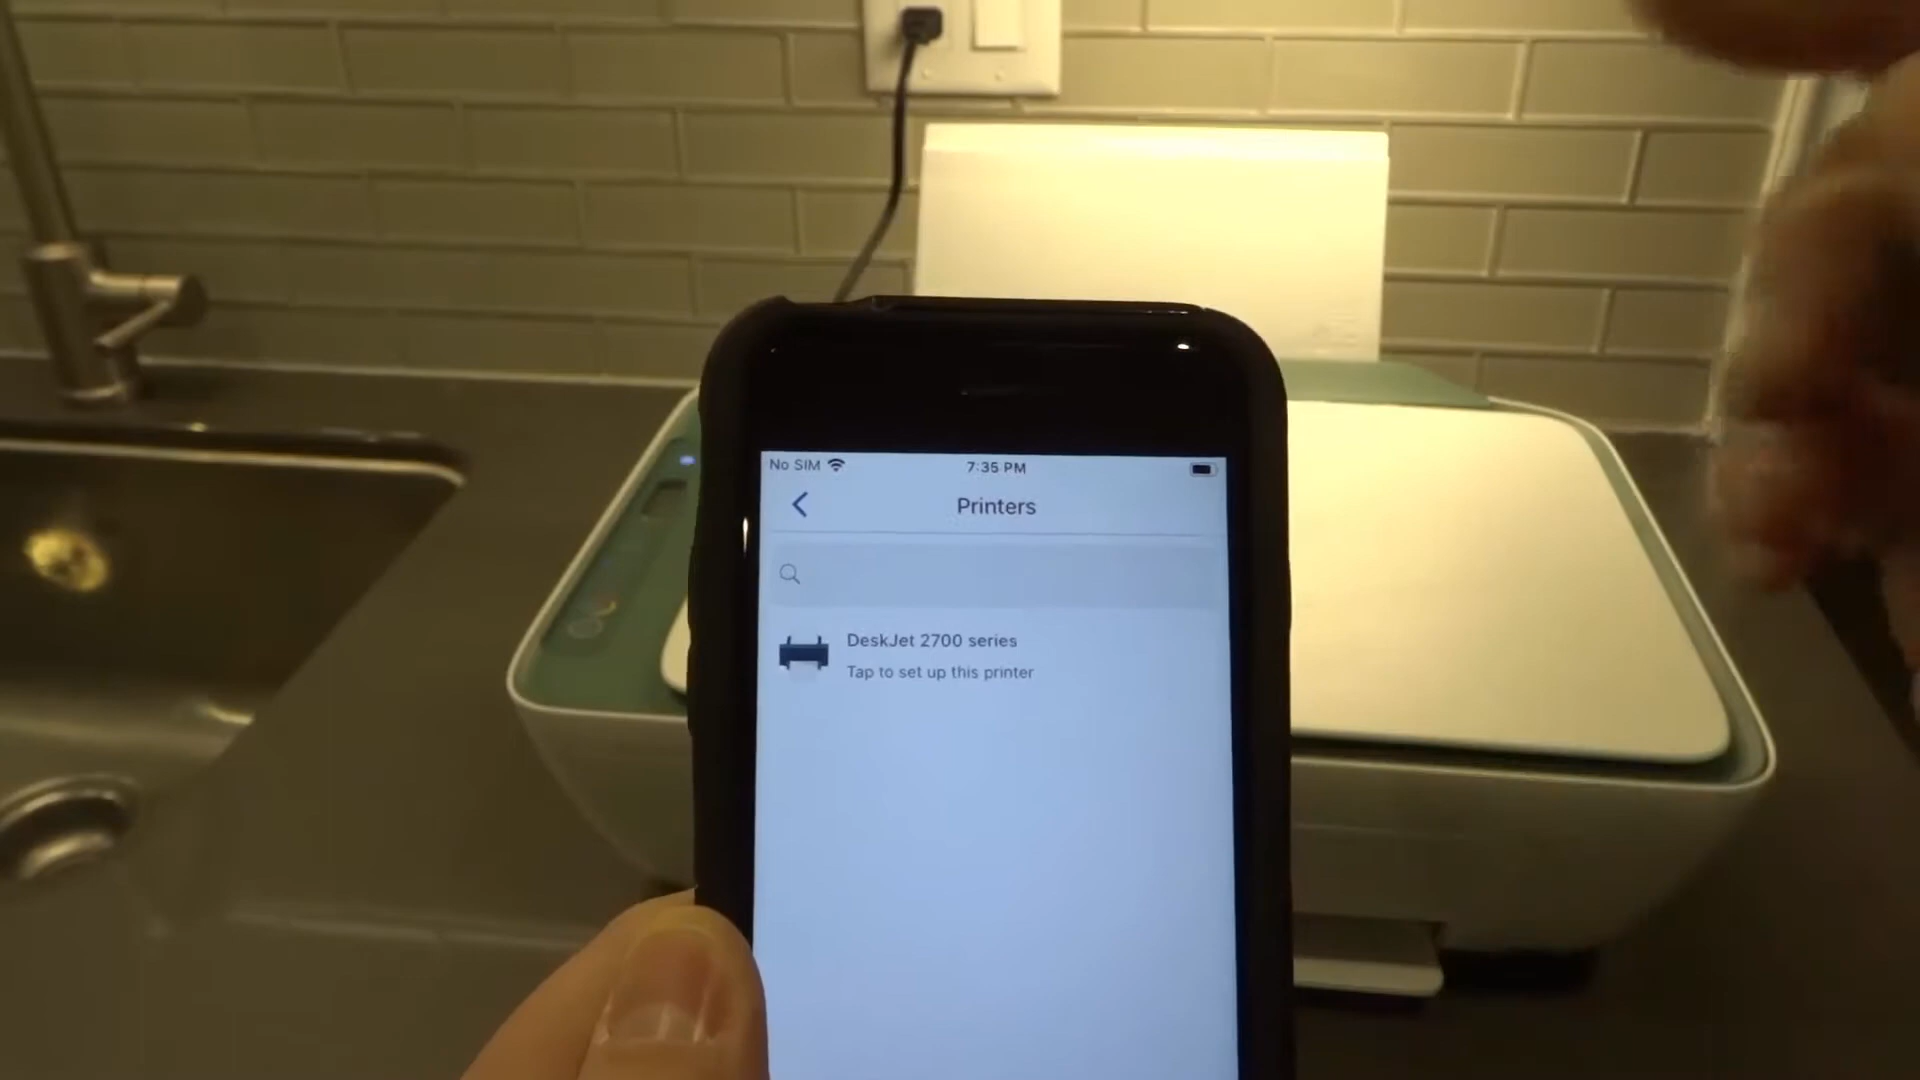 No SIM 7:35 PM
Printers
DeskJet 2700 series
Tap to set up this printer